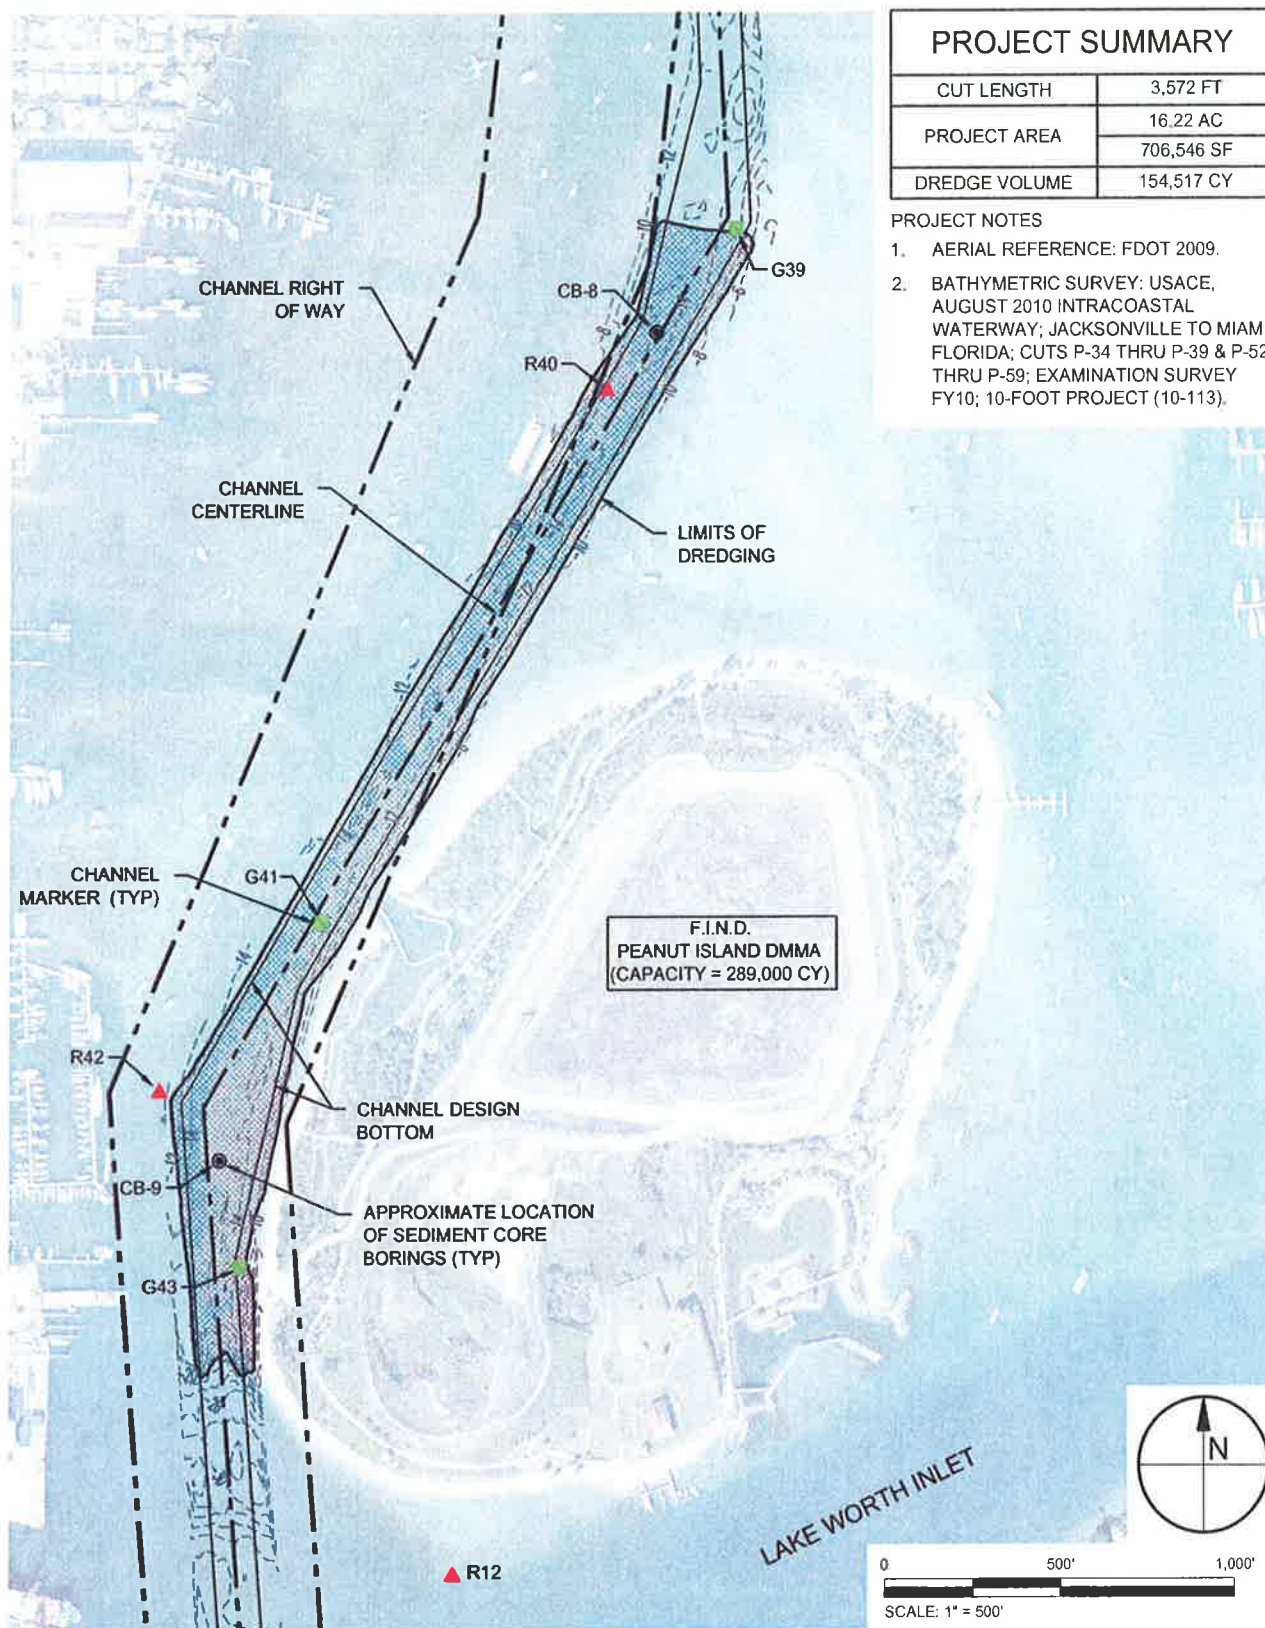 PROJECT SUMMARY
CUT LENGTH 3,572 FT
PROJECT AREA 16.22 AC
706,546 SF
DREDGE VOLUME 154,517 CY
PROJECT NOTES
1. AERIAL REFERENCE: FDOT 2009.
2. BATHYMETRIC SURVEY: USACE,
AUGUST 2010 INTRACOASTAL
WATERWAY; JACKSONVILLE TO MIAM
FLORIDA; CUTS P-34 THRU P-39 & P-52
THRU P-59; EXAMINATION SURVEY
FY10; 10-FOOT PROJECT (10-113).
G39
CHANNEL RIGHT
OF WAY
CB-8
R40
CHANNEL
CENTERLINE
LIMITS OF
DREDGING
CHANNEL
MARKER (TYP)
G41
F.I.N.D.
PEANUT ISLAND DMMA
(CAPACITY = 289,000 CY)
R42
CHANNEL DESIGN
BOTTOM
CB-9
APPROXIMATE LOCATION
OF SEDIMENT CORE
BORINGS (TYP)
G43
LAKE WORTH INLET
N
R12
0 500' 1,000'
SCALE: 1" = 500'